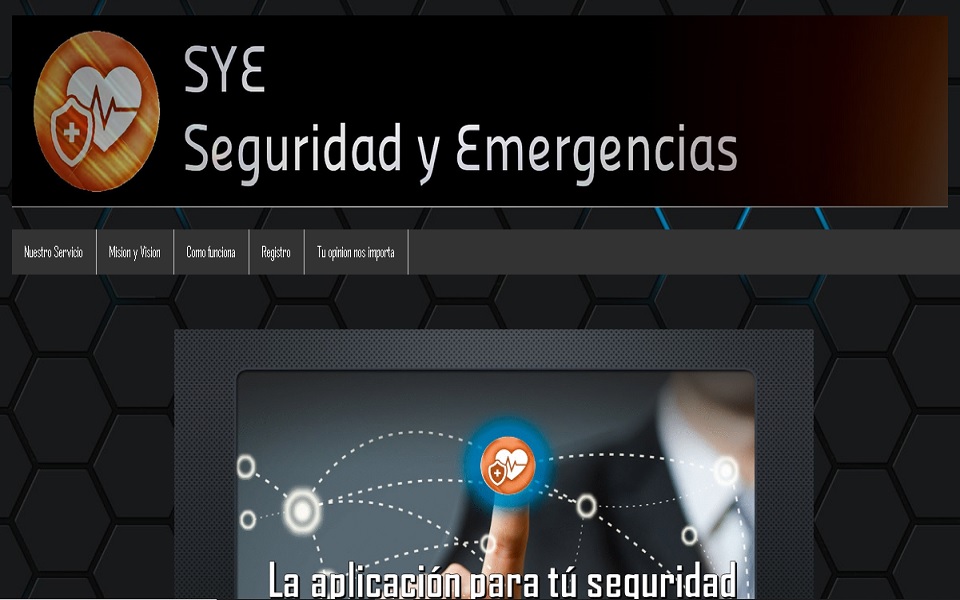 SYE
Seguridad y Emergencias
Nuestro Servicio
Mision y Vision
Como funciona
Registro
Tu opinion nos importa
La aplicación para tú seguridad